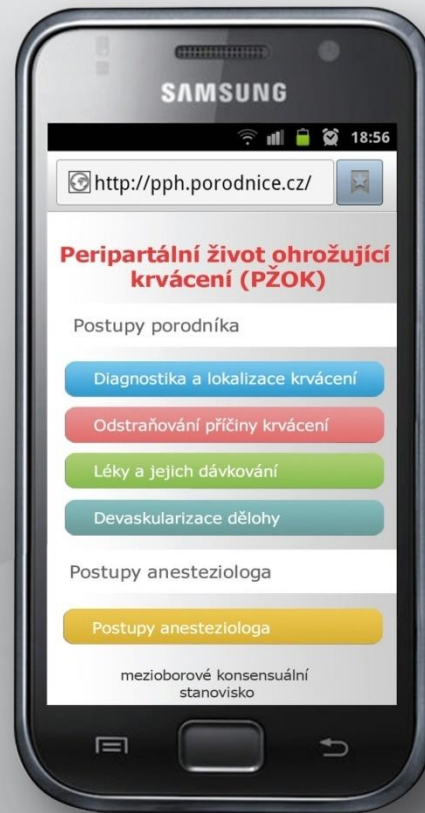 SAMSUNG
18:56
http://pph.porodnice.cz/
Peripartální život ohrožující
krvácení (PŽOK)
Postupy porodníka
Diagnostika a lokalizace krvácení
Odstraňování příčiny krvácení
Léky a jejich dávkování
Devaskularizace dělohy
Postupy anesteziologa
Postupy anesteziologa
mezioborové konsensuální
stanovisko